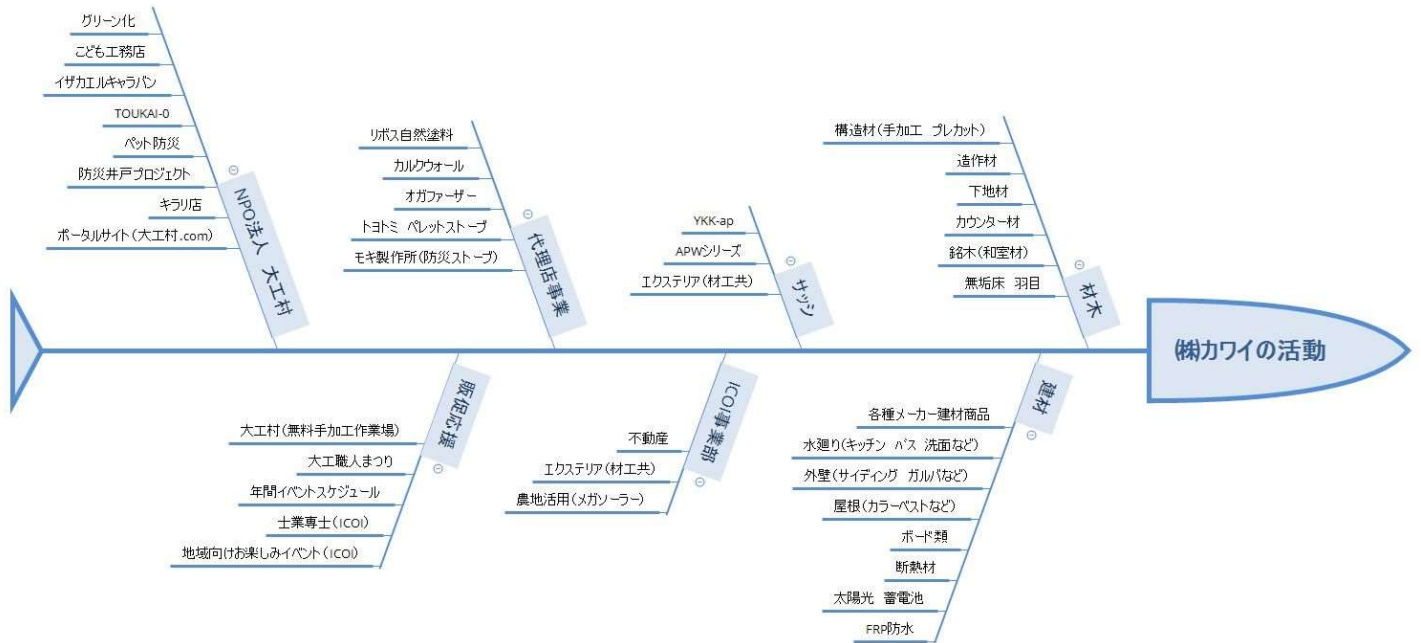 グリーン化
こども工務店
イザカエルキャラバン
TOUKAI-0
ペット防災
防災井戸プロジェクト
キラリ店
ポータルサイト(大工村.com)
NPO法人 大工村
リボス自然塗料
カルクウォール
オガファーザー
トヨトミ ペレットストーブ
モキ製作所(防災ストーブ)
代理店事業
YKK-ap
APWシリーズ
エクステリア(材工共)
サッシ
構造材(手加工 プレカット)
造作材
下地材
カウンター材
銘木(和室材)
無垢床 羽目
材木
㈱カワイの活動
販促応援
大工村(無料手加工作業場)
大工職人まつり
年間イベントスケジュール
士業専士(ICOI)
地域向けお楽しみイベント(ICOI)
ICOI事業部
不動産
エクステリア(材工共)
農地活用(メガソーラー)
建材
各種メーカー建材商品
水廻り(キッチン バス 洗面など)
外壁(サイディング ガルバなど)
屋根(カラーベストなど)
ボード類
断熱材
太陽光 蓄電池
FRP防水